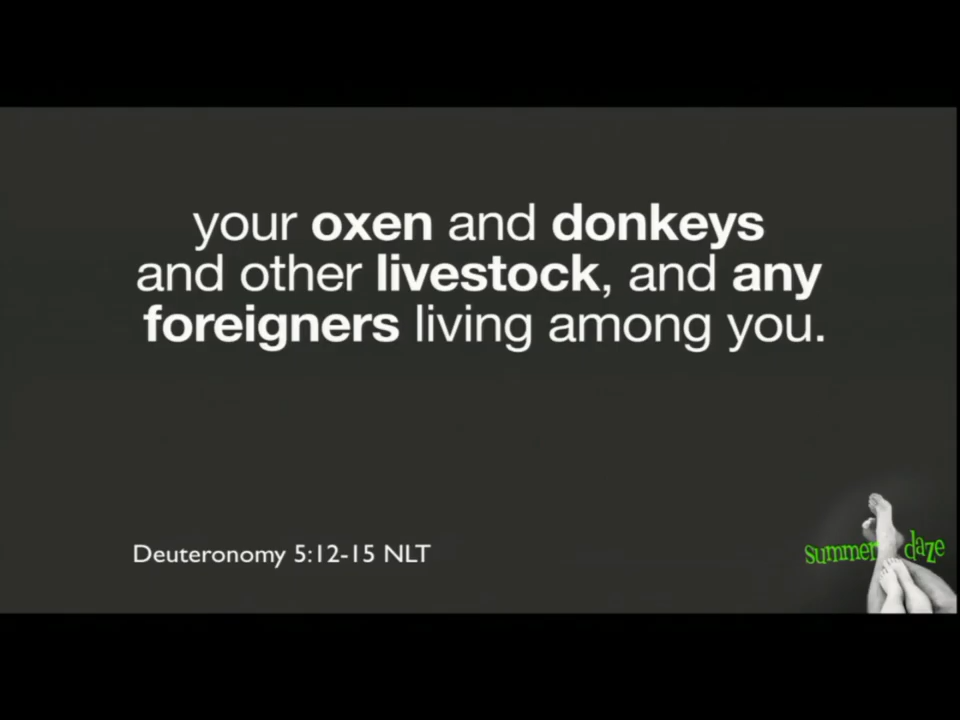 your oxen and donkeys
and other livestock, and any
foreigners living among you.
Deuteronomy 5:12-15 NLT
summer daze